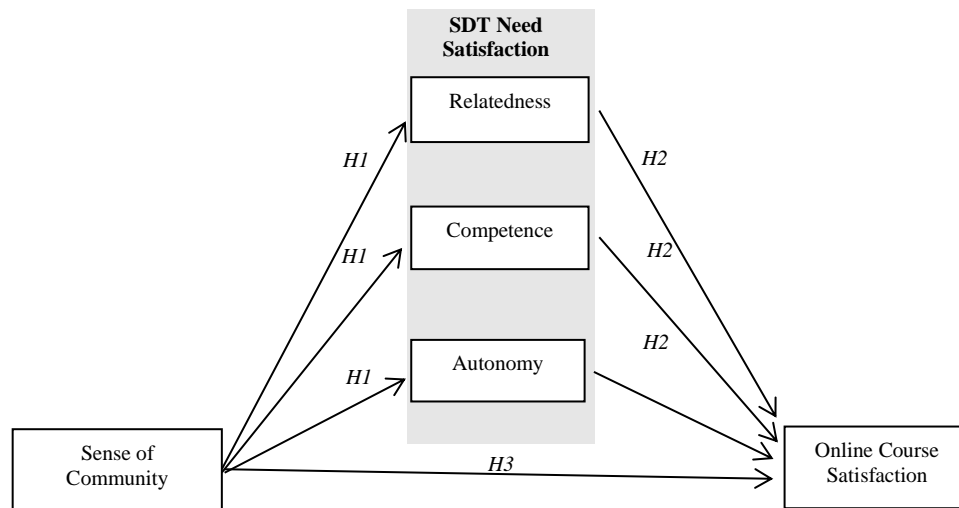 SDT Need
Satisfaction
Relatedness
H1
H2
Competence
H1
H2
Autonomy
H1
H2
Sense of
Community
H3
Online Course
Satisfaction